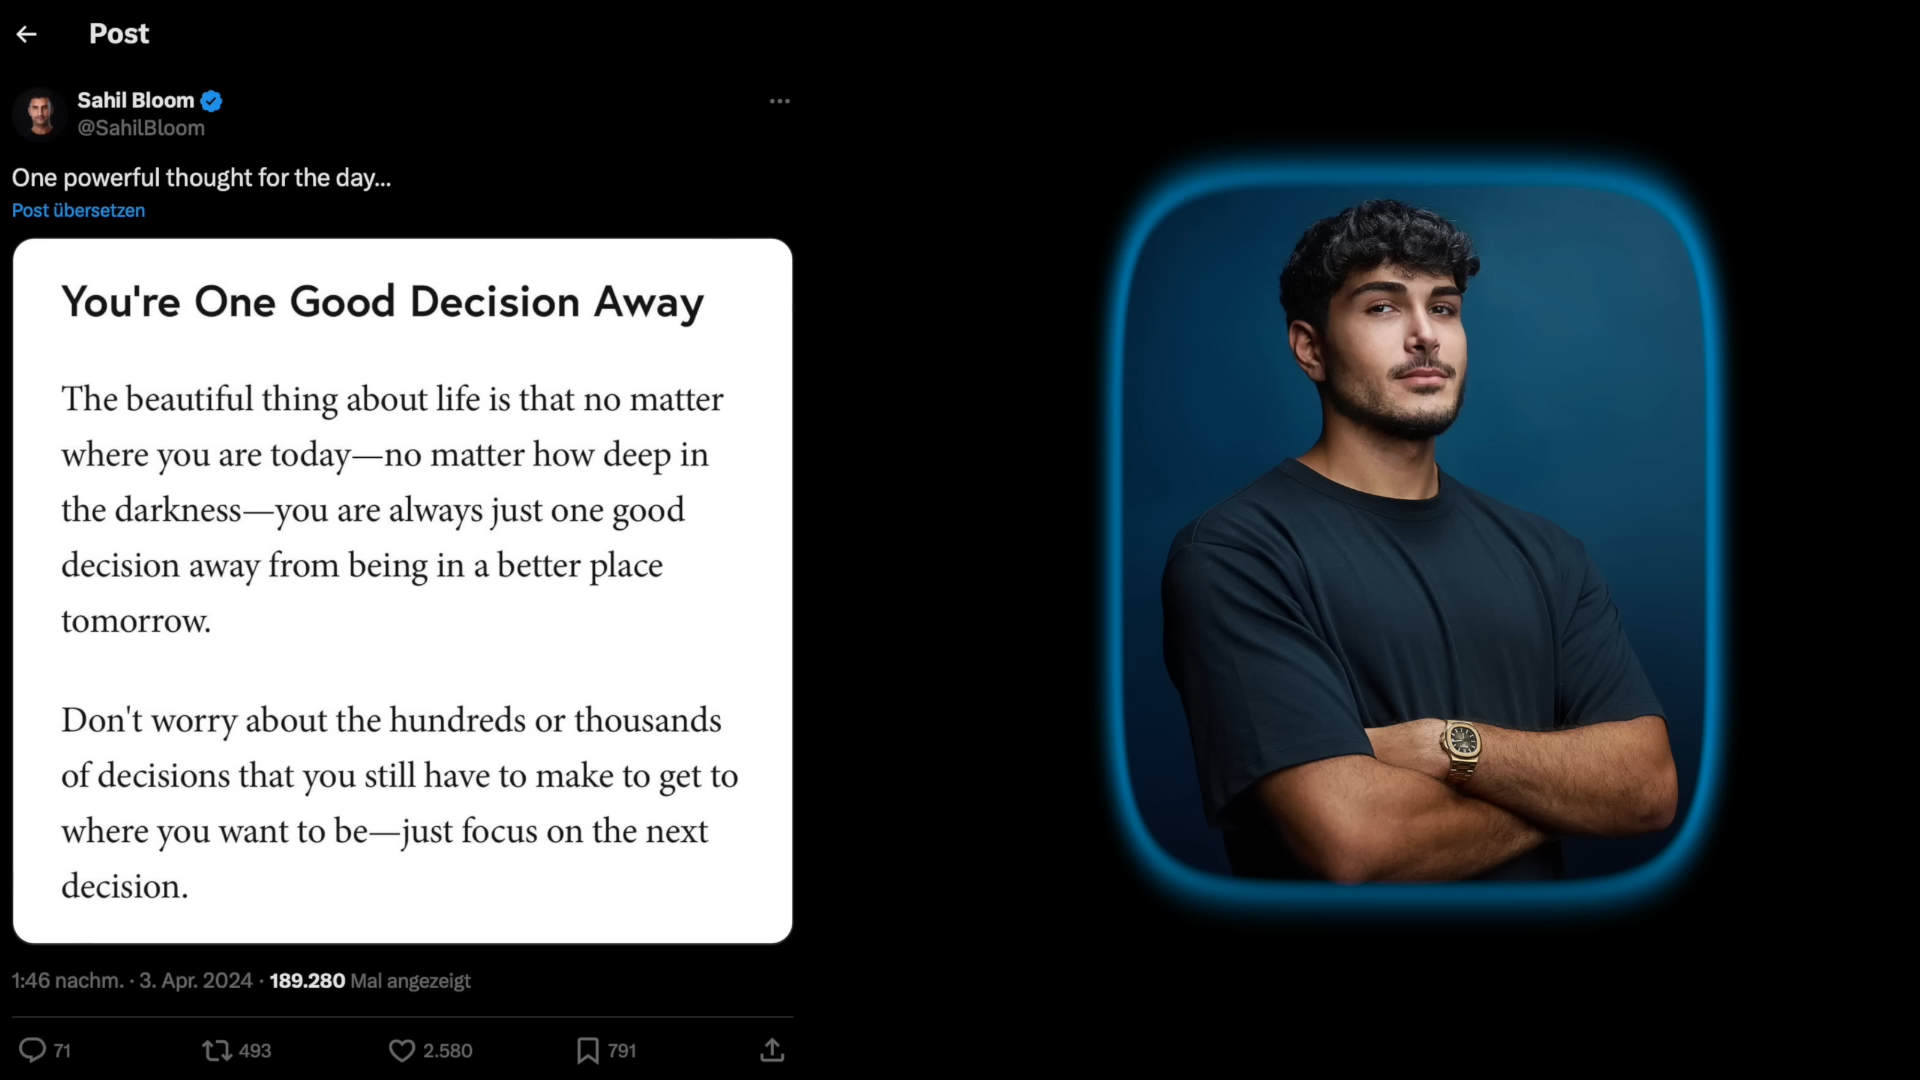 Post
Sahil Bloom
@SahilBloom
One powerful thought for the day...
Post übersetzen
You're One Good Decision Away
The beautiful thing about life is that no matter
where you are today—no matter how deep in
the darkness—you are always just one good
decision away from being in a better place
tomorrow.
Don't worry about the hundreds or thousands
of decisions that you still have to make to get to
where you want to be—just focus on the next
decision.
1:46 nachm. · 3. Apr. 2024 · 189.280 Mal angezeigt
71 493 2.580 791